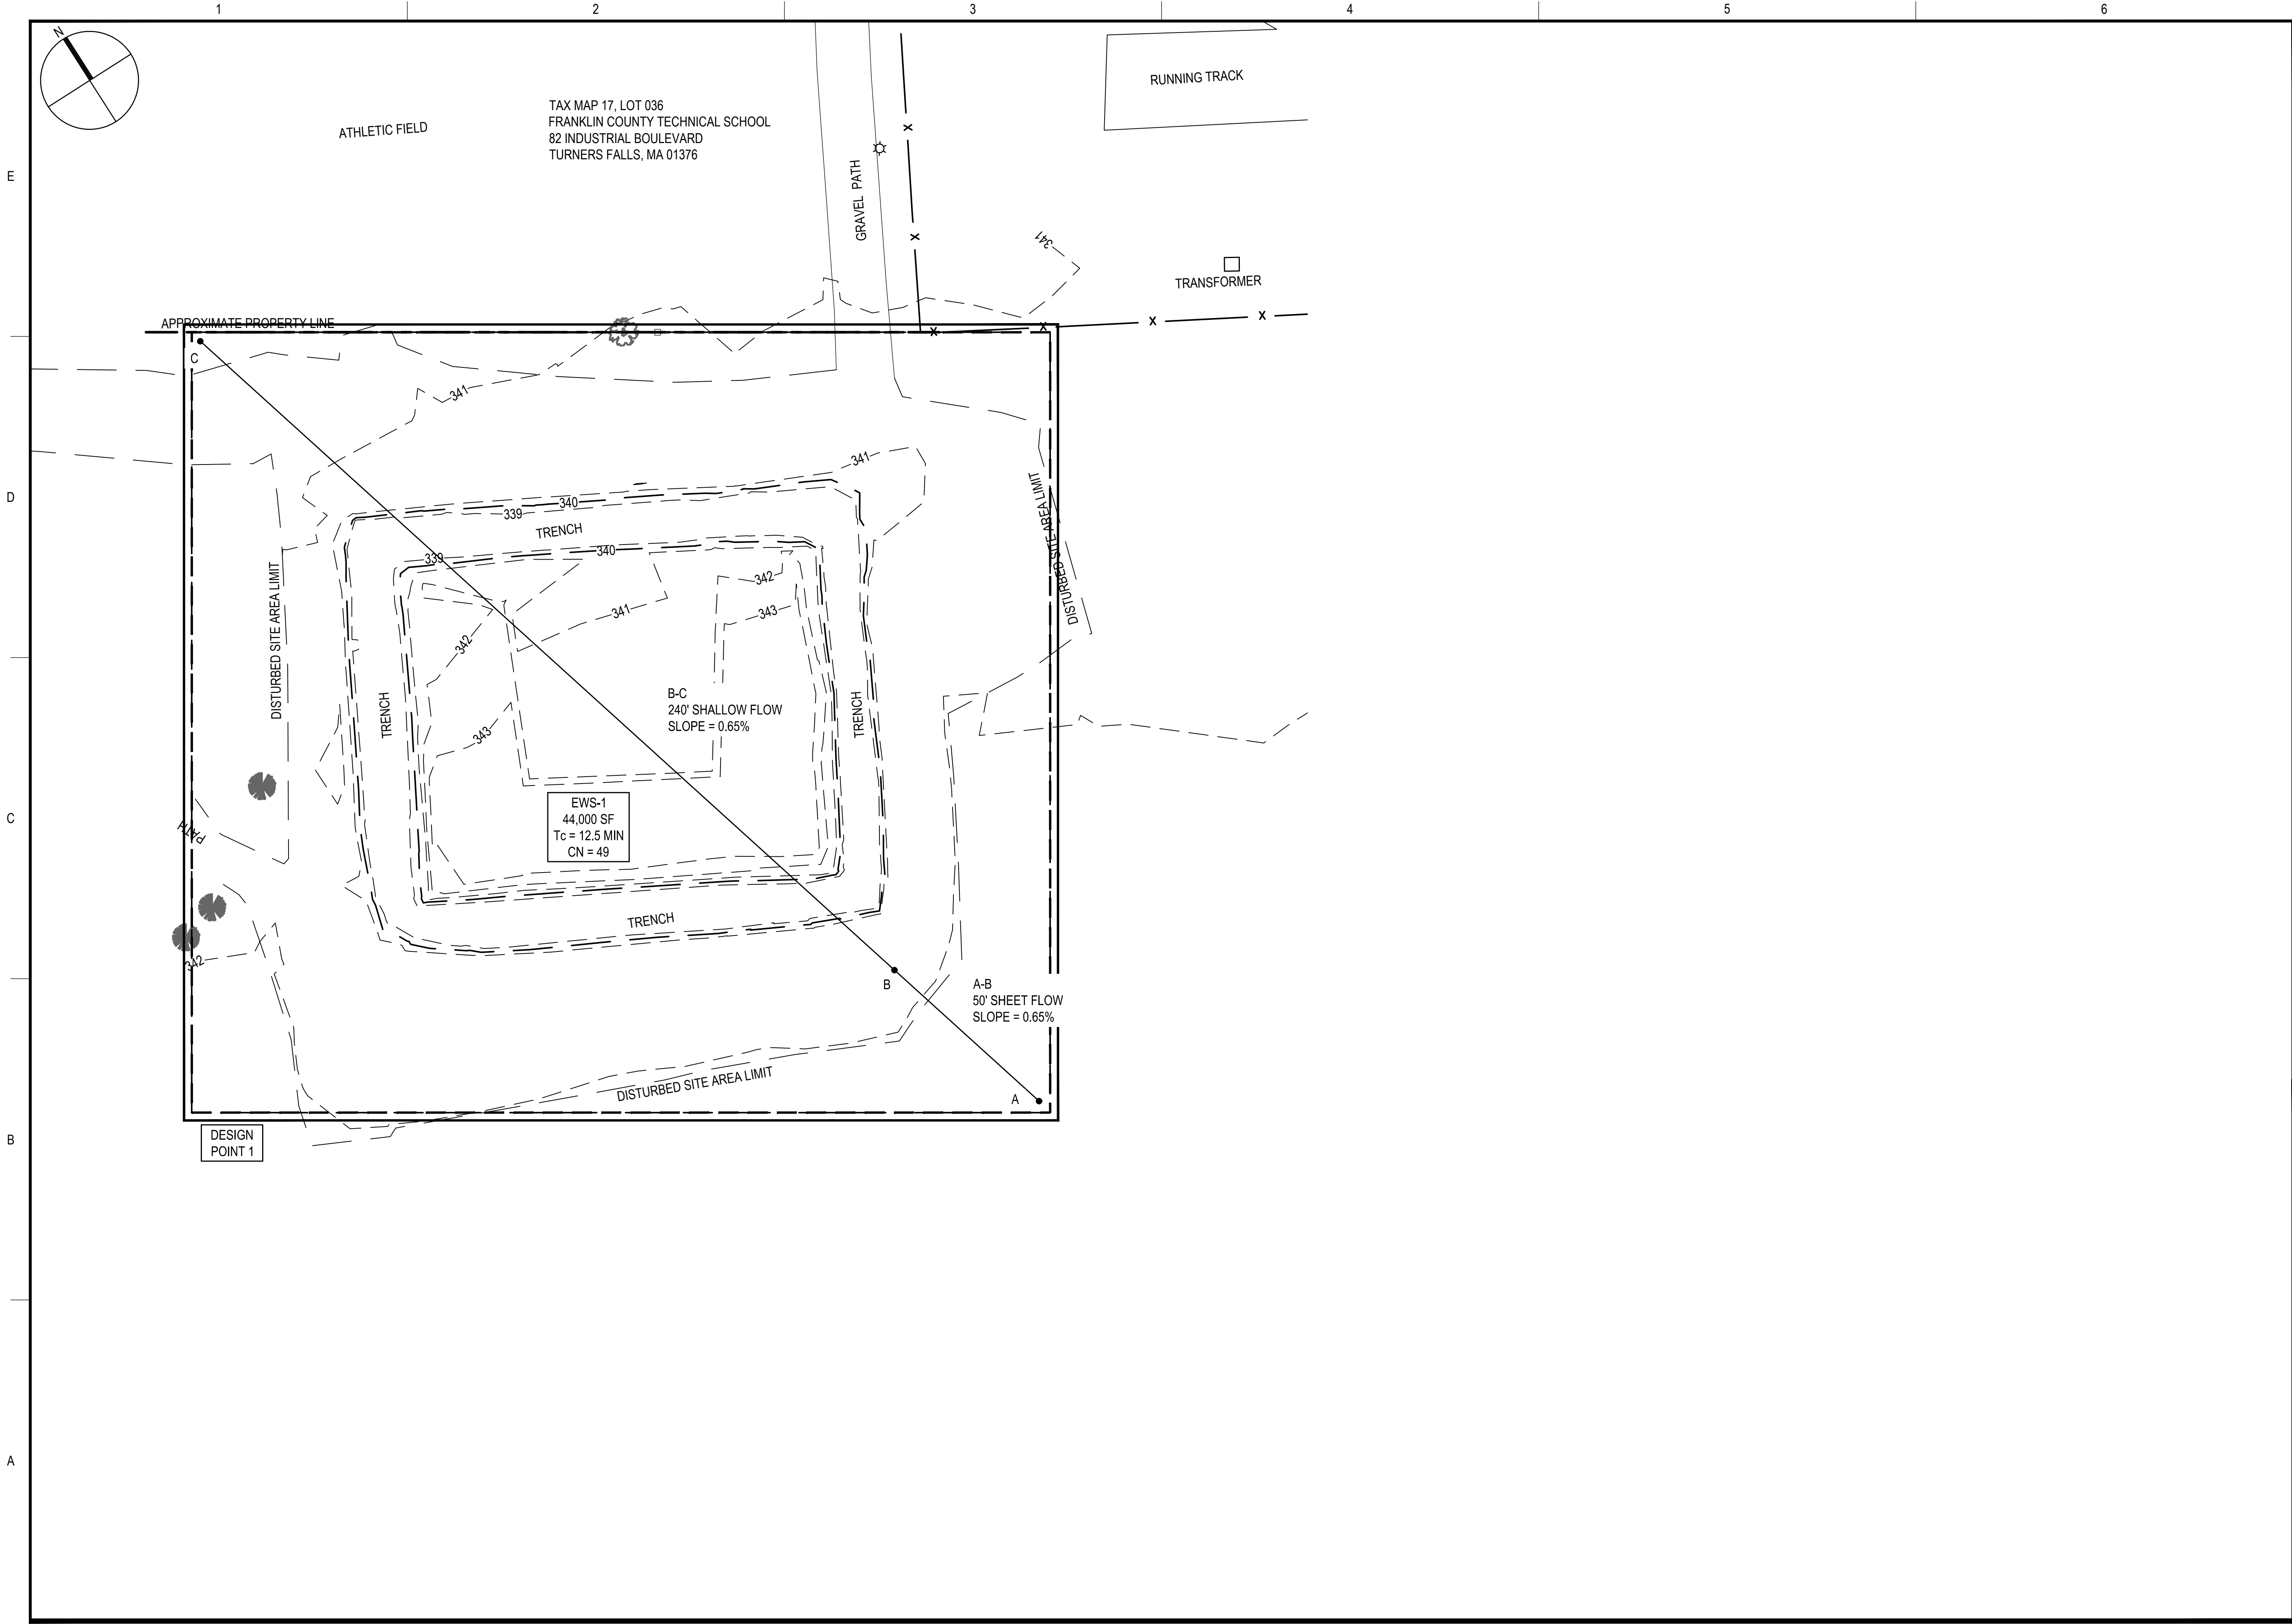 1
2
3
4
5
6
N
RUNNING TRACK
TAX MAP 17, LOT 036
FRANKLIN COUNTY TECHNICAL SCHOOL
82 INDUSTRIAL BOULEVARD
TURNERS FALLS, MA 01376
ATHLETIC FIELD
E
GRAVEL PATH
X
X
341
TRANSFORMER
APPROXIMATE PROPERTY LINE
X
X
X
X
C
341
341
D
340
339
TRENCH
DISTURBED SITE AREA LIMIT
339
340
342
341
343
DISTURBED SITE AREA LIMIT
342
B-C
240' SHALLOW FLOW
SLOPE = 0.65%
TRENCH
TRENCH
343
EWS-1
44,000 SF
Tc = 12.5 MIN
CN = 49
C
PATH
TRENCH
342
B
A-B
50' SHEET FLOW
SLOPE = 0.65%
DISTURBED SITE AREA LIMIT
A
B
DESIGN
POINT 1
A